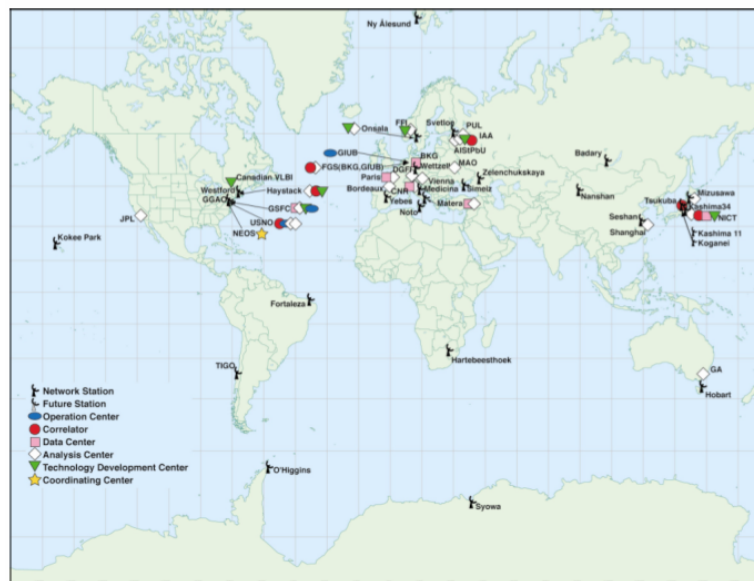 Ny Ålesund
Onsala
FFI
Svetloe
PUL
IAA
AIStPbU
GIUB
BKG
FGS(BKG,GIUB)
DGFI
Wettzell
MAO
Badary
Paris
Vienna
Zelenchukskaya
Canadian VLBI
Westford
Haystack
GGAO
Bordeaux
CNR
Medicina
Simeiz
Nanshan
Mizusawa
Tsukuba
Kashima34
GSFC
Yebes
Noto
Matera
JPL
USNO
Seshan
NICT
Shanghai
Kashima 11
Koganei
NEOS
Kokee Park
Fortaleza
Hartebeesthoek
TIGO
GA
Hobart
Network Station
Future Station
Operation Center
Correlator
Data Center
Analysis Center
Technology Development Center
Coordinating Center
O'Higgins
Syowa